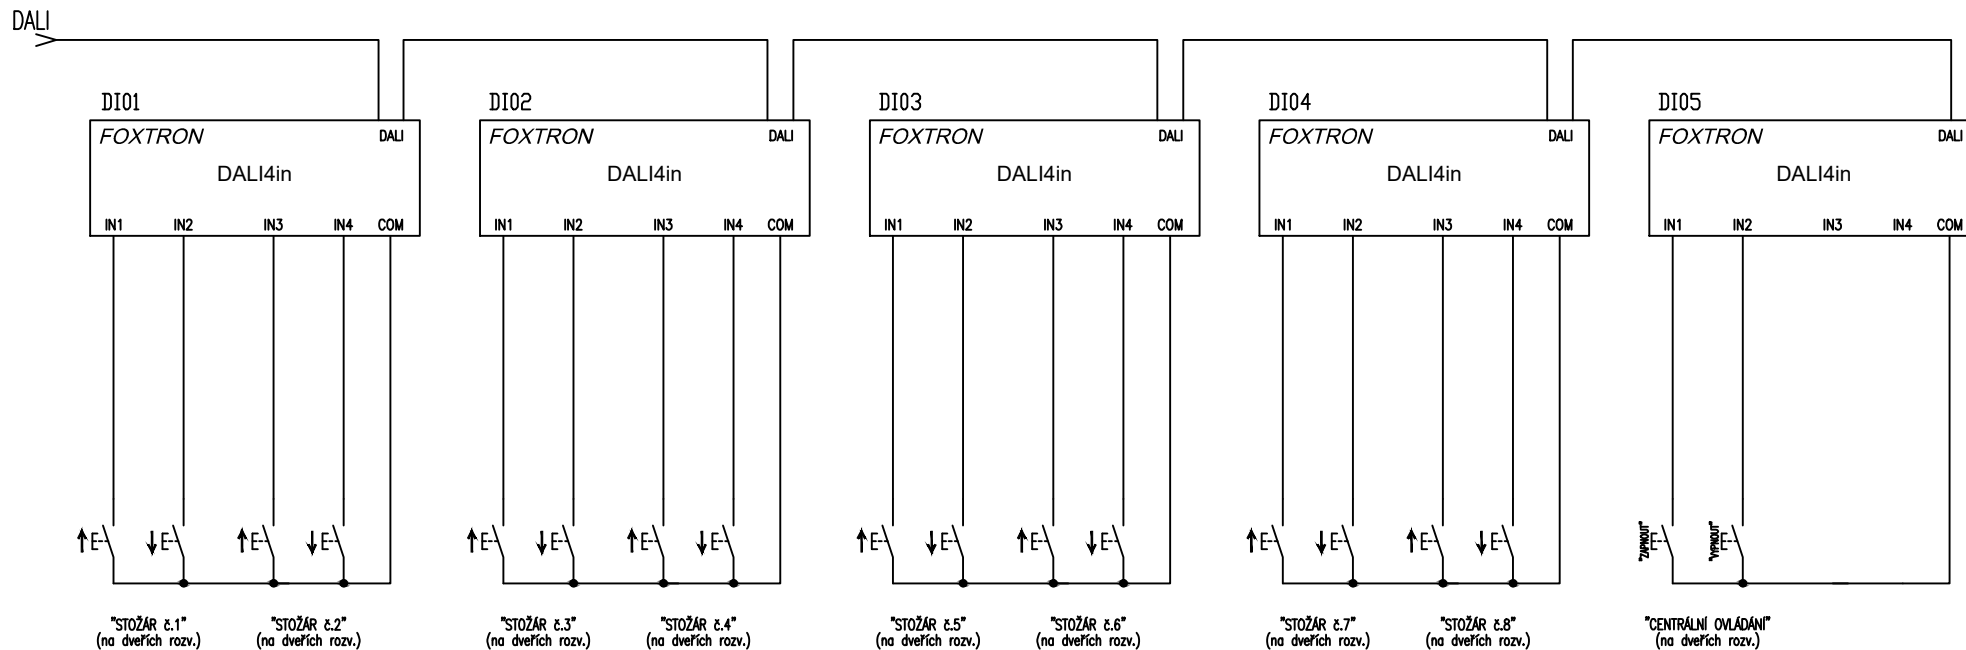 DALI
DI01 DI02 DI03 DI04 DI05
FOXTRON DALI FOXTRON DALI FOXTRON DALI FOXTRON DALI FOXTRON DALI
DALI4in DALI4in DALI4in DALI4in DALI4in
IN1 IN2 IN3 IN4 COM IN1 IN2 IN3 IN4 COM IN1 IN2 IN3 IN4 COM IN1 IN2 IN3 IN4 COM IN1 IN2 IN3 IN4 COM
"ZAPNOUT" "VYPNOUT"
"STOŽÁR č.1" "STOŽÁR č.2" "STOŽÁR č.3" "STOŽÁR č.4" "STOŽÁR č.5" "STOŽÁR č.6" "STOŽÁR č.7" "STOŽÁR č.8" "CENTRÁLNÍ OVLÁDÁNÍ"
(na dveřích rozv.) (na dveřích rozv.) (na dveřích rozv.) (na dveřích rozv.) (na dveřích rozv.) (na dveřích rozv.) (na dveřích rozv.) (na dveřích rozv.) (na dveřích rozv.)